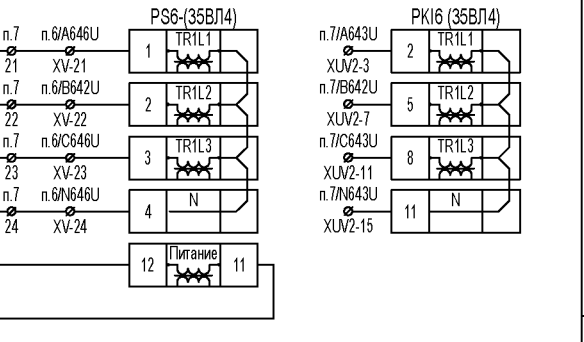 PS6-(35ВЛ4)
п.7 п.6/A646U
1 TR1L1
21 XV-21
п.7 п.6/B642U
2 TR1L2
22 XV-22
п.7 п.6/C646U
3 TR1L3
23 XV-23
п.7 п.6/N646U
4 N
24 XV-24
12 Питание 11
PKI6 (35ВЛ4)
п.7/A643U
2 TR1L1
XUV2-3
п.7/B642U
5 TR1L2
XUV2-7
п.7/C643U
8 TR1L3
XUV2-11
п.7/N643U
11 N
XUV2-15